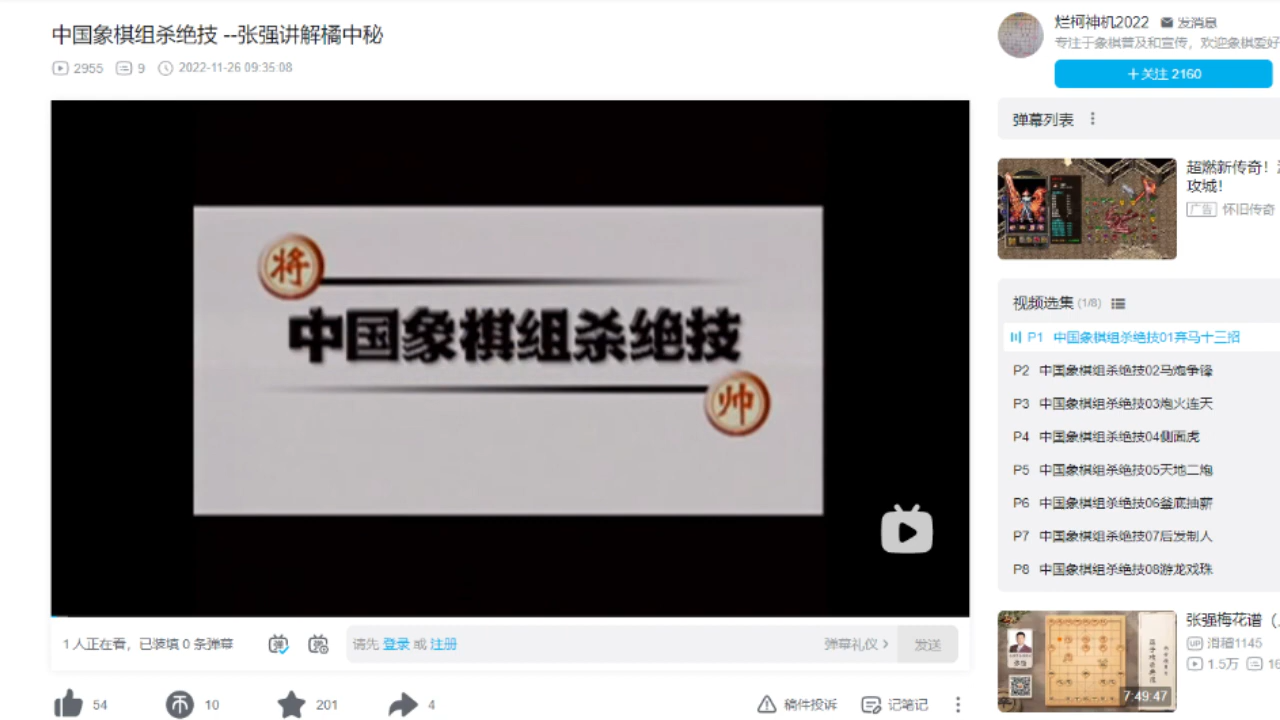 中国象棋组杀绝技 --张强讲解橘中秘
2955 9 2022-11-26 09:35:08
将
中国象棋组杀绝技
帅
1 人正在看，已装填 0 条弹幕
弹
请先 登录 或 注册
弹幕礼仪 >
发送
54
10
201
4
稿件投诉
记笔记
烂柯神机2022 发消息
专注于象棋普及和宣传，欢迎象棋爱好
+ 关注 2160
弹幕列表
超燃新传奇！
攻城！
广告 怀旧传奇
视频选集 (1/8)
P1 中国象棋组杀绝技01弃马十三招
P2 中国象棋组杀绝技02马炮争锋
P3 中国象棋组杀绝技03炮火连天
P4 中国象棋组杀绝技04侧面虎
P5 中国象棋组杀绝技05天地二炮
P6 中国象棋组杀绝技06釜底抽薪
P7 中国象棋组杀绝技07后发制人
P8 中国象棋组杀绝技08游龙戏珠
7:49:47
张强梅花谱（
UP 滑稽1145
1.5万 16